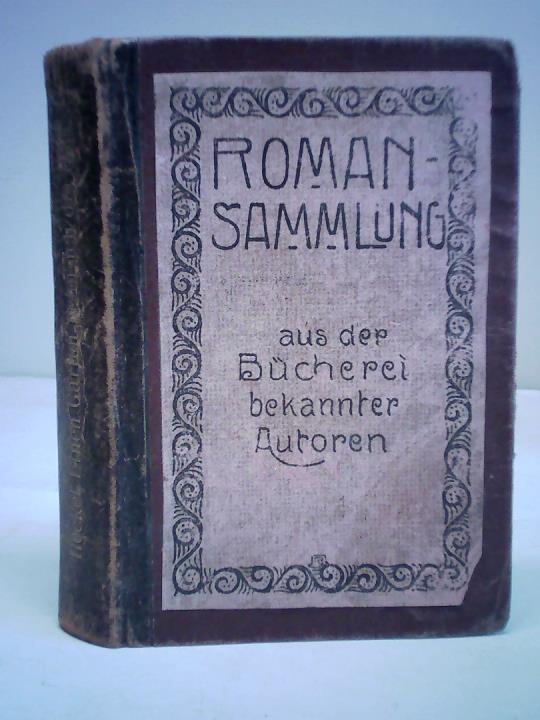 ROMAN-
SAMMLUNG
aus der
Bücherei
bekannter
Autoren